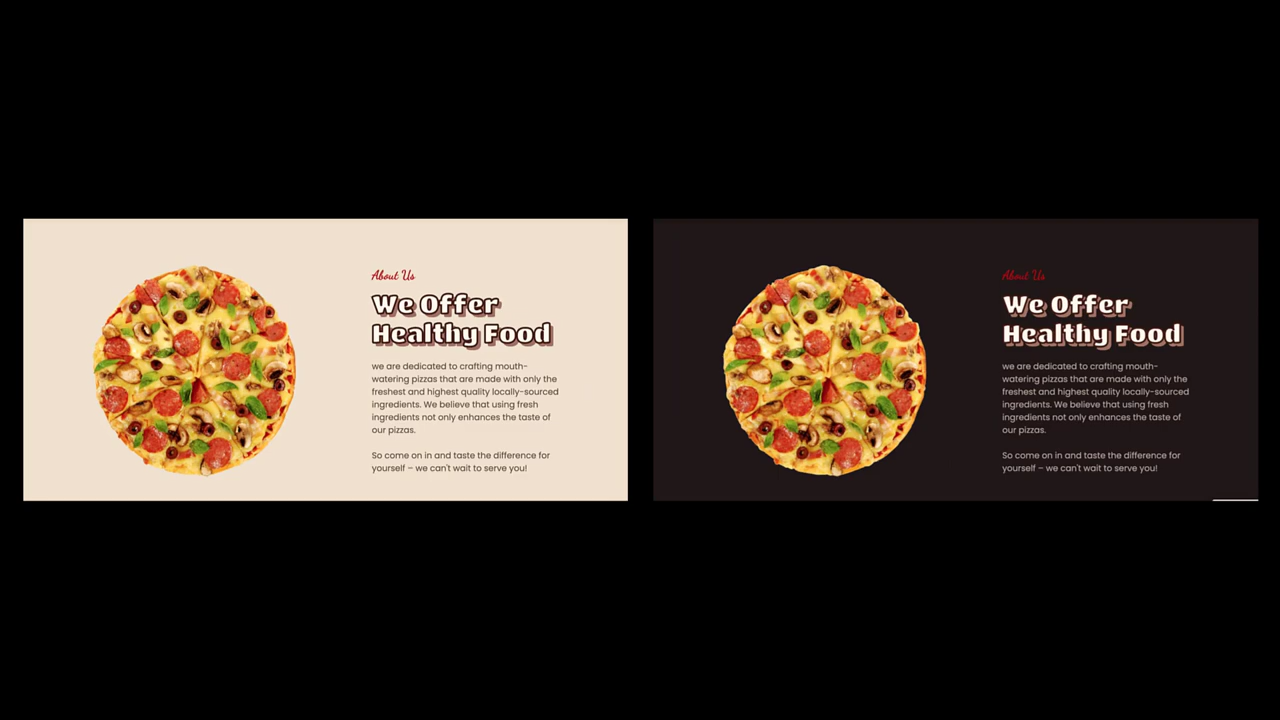 About Us
We Offer
Healthy Food
we are dedicated to crafting mouth-
watering pizzas that are made with only the
freshest and highest quality locally-sourced
ingredients. We believe that using fresh
ingredients not only enhances the taste of
our pizzas.
So come on in and taste the difference for
yourself – we can't wait to serve you!
About Us
We Offer
Healthy Food
we are dedicated to crafting mouth-
watering pizzas that are made with only the
freshest and highest quality locally-sourced
ingredients. We believe that using fresh
ingredients not only enhances the taste of
our pizzas.
So come on in and taste the difference for
yourself – we can't wait to serve you!